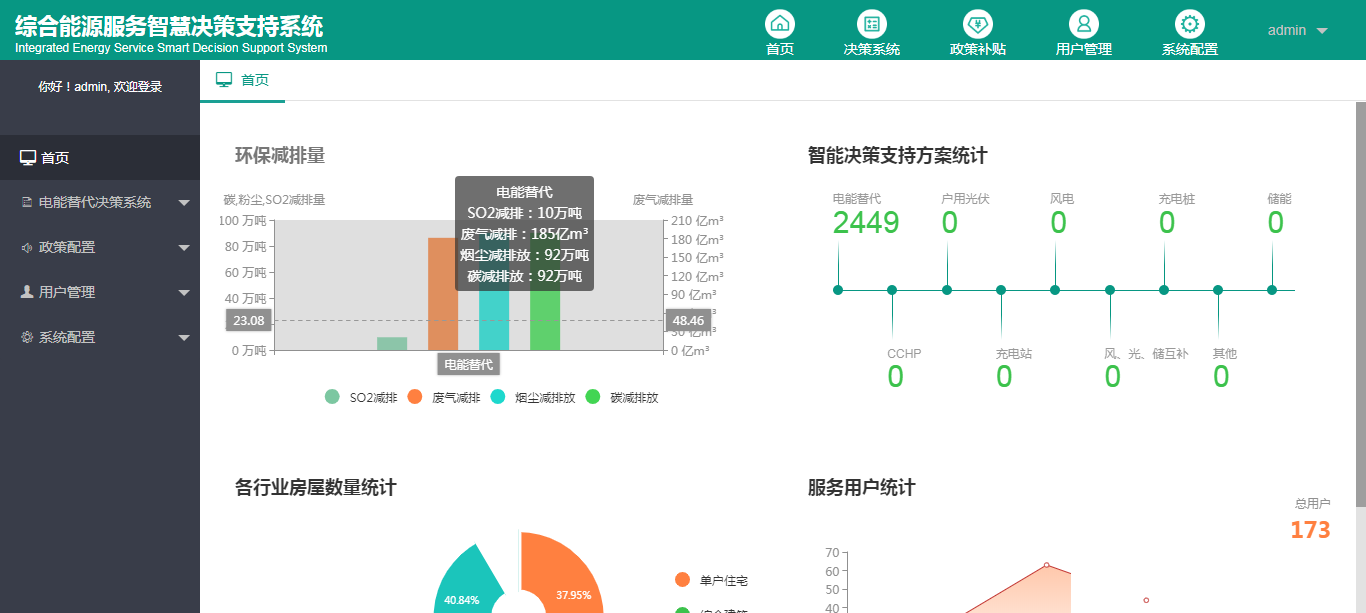 综合能源服务智慧决策支持系统
Integrated Energy Service Smart Decision Support System
首页
决策系统
政策补贴
用户管理
系统配置
admin
你好！admin, 欢迎登录
首页
电能替代决策系统
政策配置
用户管理
系统配置
首页
环保减排量
碳,粉尘,SO2减排量
废气减排量
100 万吨
80 万吨
60 万吨
40 万吨
23.08
0 万吨
210 亿m³
180 亿m³
150 亿m³
120 亿m³
90 亿m³
48.46
30 亿m³
0 亿m³
电能替代
SO2减排：10万吨
废气减排：185亿m³
烟尘减排放：92万吨
碳减排放：92万吨
电能替代
SO2减排
废气减排
烟尘减排放
碳减排放
智能决策支持方案统计
电能替代
2449
户用光伏
0
风电
0
充电桩
0
储能
0
CCHP
0
充电站
0
风、光、储互补
0
其他
0
各行业房屋数量统计
40.84%
37.95%
单户住宅
综合建筑
服务用户统计
总用户
173
70
60
50
40